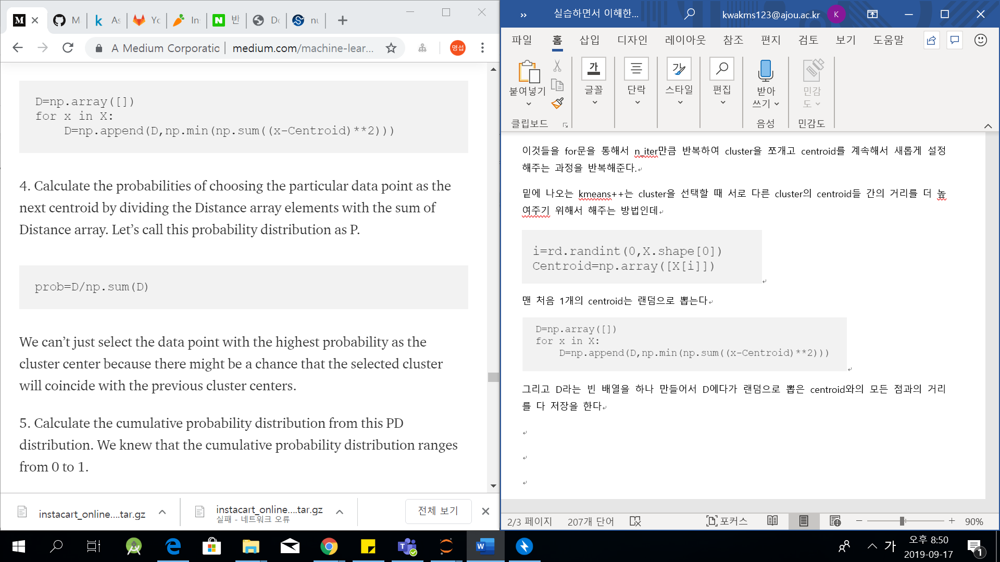 M
As
Yo
In
N
반
D
nu
A Medium Corporatio
medium.com/machine-lear...
명섭
D=np.array([])
for x in X:
D=np.append(D,np.min(np.sum((x-Centroid)**2)))
4. Calculate the probabilities of choosing the particular data point as the
next centroid by dividing the Distance array elements with the sum of
Distance array. Let’s call this probability distribution as P.
prob=D/np.sum(D)
We can’t just select the data point with the highest probability as the
cluster center because there might be a chance that the selected cluster
will coincide with the previous cluster centers.
5. Calculate the cumulative probability distribution from this PD
distribution. We knew that the cumulative probability distribution ranges
from 0 to 1.
instacart_online....tar.gz
instacart_online....tar.gz
실패 - 네트워크 오류
전체 보기
실습하면서 이해한...
kwakms123@ajou.ac.kr
K
파일 홈 삽입 디자인 레이아웃 참조 편지 검토 보기 도움말
붙여넣기
클립보드
가
글꼴
단락
스타일
편집
받아
쓰기
음성
민감
도
민감도
이것들을 for문을 통해서 n_iter만큼 반복하여 cluster을 쪼개고 centroid를 계속해서 새롭게 설정
해주는 과정을 반복해준다.
밑에 나오는 kmeans++는 cluster을 선택할 때 서로 다른 cluster의 centroid들 간의 거리를 더 높
여주기 위해서 해주는 방법인데
i=rd.randint(0,X.shape[0])
Centroid=np.array([X[i]])
맨 처음 1개의 centroid는 랜덤으로 뽑는다
D=np.array([])
for x in X:
D=np.append(D,np.min(np.sum((x-Centroid)**2)))
그리고 D라는 빈 배열을 하나 만들어서 D에다가 랜덤으로 뽑은 centroid와의 모든 점과의 거리
를 다 저장을 한다
2/3 페이지 207개 단어
포커스
90%
가
오후 8:50
2019-09-17
1